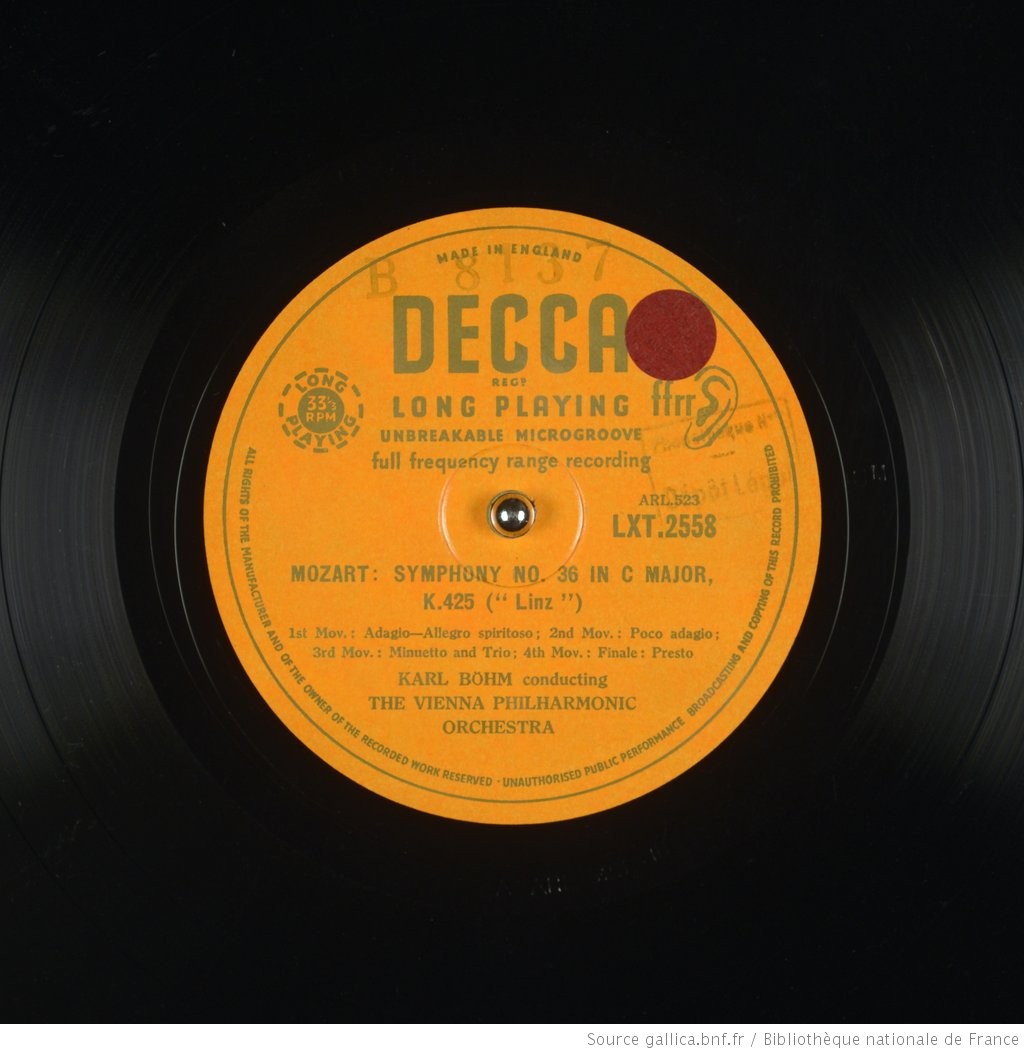 MADE IN ENGLAND
B 8137
DECCA
REGD
LONG PLAYING
33⅓
RPM
LONG PLAYING
ffrr
UNBREAKABLE MICROGROOVE
full frequency range recording
Dépôt Légal
ARL.523
LXT.2558
MOZART: SYMPHONY NO. 36 IN C MAJOR,
K.425 (“ Linz ”)
1st Mov.: Adagio—Allegro spiritoso; 2nd Mov.: Poco adagio;
3rd Mov.: Minuetto and Trio; 4th Mov.: Finale: Presto
KARL BÖHM conducting
THE VIENNA PHILHARMONIC
ORCHESTRA
ALL RIGHTS OF THE MANUFACTURER AND OF THE OWNER OF THE RECORDED WORK RESERVED · UNAUTHORISED PUBLIC PERFORMANCE BROADCASTING AND COPYING OF THIS RECORD PROHIBITED
Source gallica.bnf.fr / Bibliothèque nationale de France